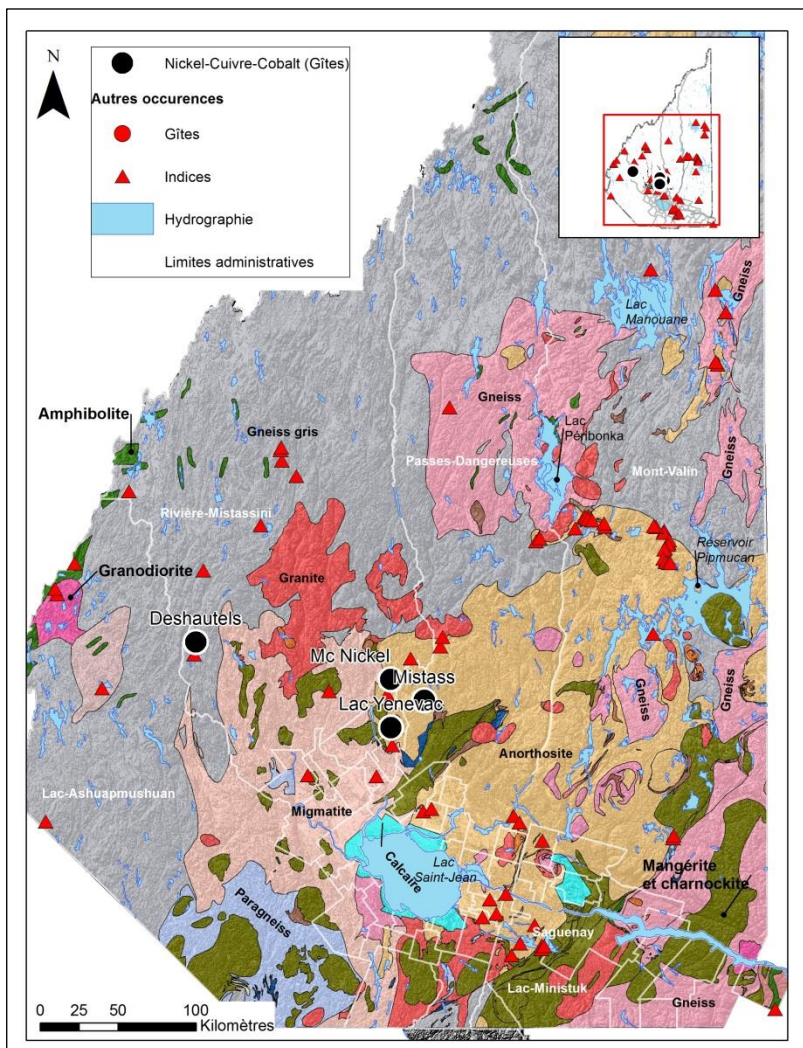 N
Nickel-Cuivre-Cobalt (Gîtes)
Autres occurences
Gîtes
Indices
Hydrographie
Limites administratives
Gneiss
Lac
Manouane
Amphibolite
Gneiss gris
Gneiss
Lac
Péribonka
Gneiss
Passes-Dangereuses
Mont-Valin
Rivière-Mistassini
Réservoir
Pipmucan
Granodiorite
Granite
Deshautels
Mc Nickel
Mistass
Lac Yenevac
Gneiss
Gneiss
Anorthosite
Lac-Ashuapmushuan
Migmatite
Calcaire
Lac
Saint-Jean
Mangérite
et charnockite
Paragneiss
Saguenay
Lac-Ministuk
Gneiss
0 25 50 100
Kilomètres